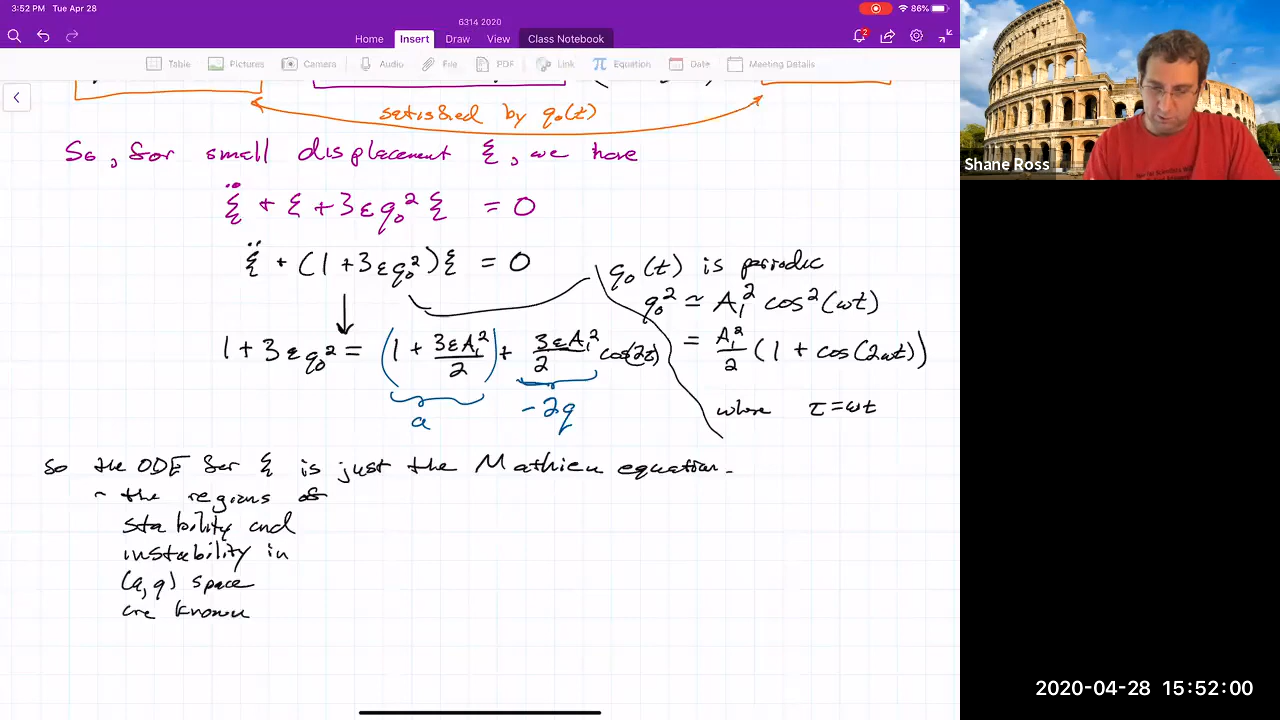 3:52 PM Tue Apr 28
86%
6314 2020
Home Insert Draw View Class Notebook
2
Table Pictures Camera Audau File PDF Link Equation Date Meeting Details
satisfied by q₀(t)
So, for small displacement ξ, we have
ξ̈ + ξ + 3εq₀²ξ = 0
ξ̈ + (1 + 3εq₀²)ξ = 0
q₀(t) is periodic
q₀² ≃ A₁² cos²(ωt)
= A₁²/2 (1 + cos(2ωt))
where τ = ωt
1 + 3εq₀² = (1 + 3εA₁²/2) + 3εA₁²/2 cos(2τ)
a
-2q
So the ODE for ξ is just the Mathieu equation.
~ the regions of
stability and
instability in
(a,q) space
are known
Shane Ross
2020-04-28 15:52:00